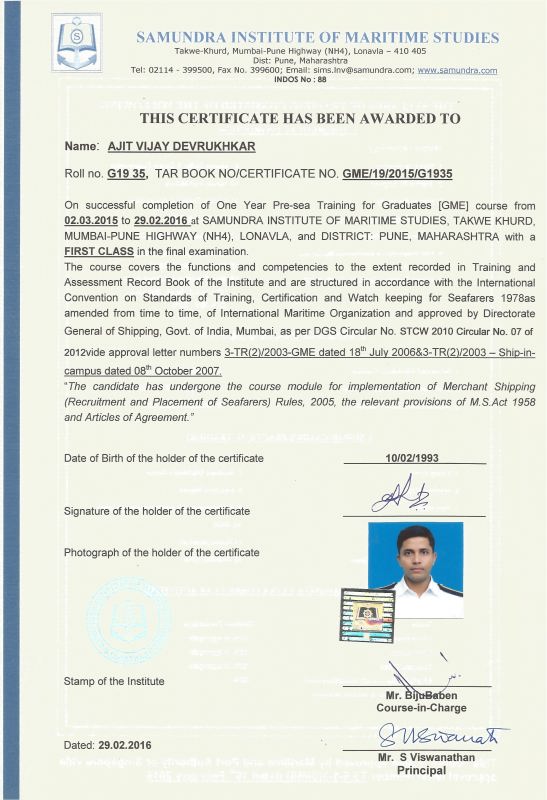 SAMUNDRA INSTITUTE OF MARITIME STUDIES
Takwe-Khurd, Mumbai-Pune Highway (NH4), Lonavla – 410 405
Dist: Pune, Maharashtra
Tel: 02114 - 399500, Fax No. 399600; Email: sims.lnv@samundra.com; www.samundra.com
INDOS No : 88
THIS CERTIFICATE HAS BEEN AWARDED TO
Name: AJIT VIJAY DEVRUKHKAR
Roll no. G19 35, TAR BOOK NO/CERTIFICATE NO. GME/19/2015/G1935
On successful completion of One Year Pre-sea Training for Graduates [GME] course from
02.03.2015 to 29.02.2016 at SAMUNDRA INSTITUTE OF MARITIME STUDIES, TAKWE KHURD,
MUMBAI-PUNE HIGHWAY (NH4), LONAVLA, and DISTRICT: PUNE, MAHARASHTRA with a
FIRST CLASS in the final examination.
The course covers the functions and competencies to the extent recorded in Training and
Assessment Record Book of the Institute and are structured in accordance with the International
Convention on Standards of Training, Certification and Watch keeping for Seafarers 1978as
amended from time to time, of International Maritime Organization and approved by Directorate
General of Shipping, Govt. of India, Mumbai, as per DGS Circular No. STCW 2010 Circular No. 07 of
2012vide approval letter numbers 3-TR(2)/2003-GME dated 18th July 2006&3-TR(2)/2003 – Ship-in-
campus dated 08th October 2007.
"The candidate has undergone the course module for implementation of Merchant Shipping
(Recruitment and Placement of Seafarers) Rules, 2005, the relevant provisions of M.S.Act 1958
and Articles of Agreement."
Date of Birth of the holder of the certificate 10/02/1993
Signature of the holder of the certificate
Photograph of the holder of the certificate
Stamp of the Institute
Mr. BijuBaben
Course-in-Charge
S Viswanath
Dated: 29.02.2016
Mr. S Viswanathan
Principal